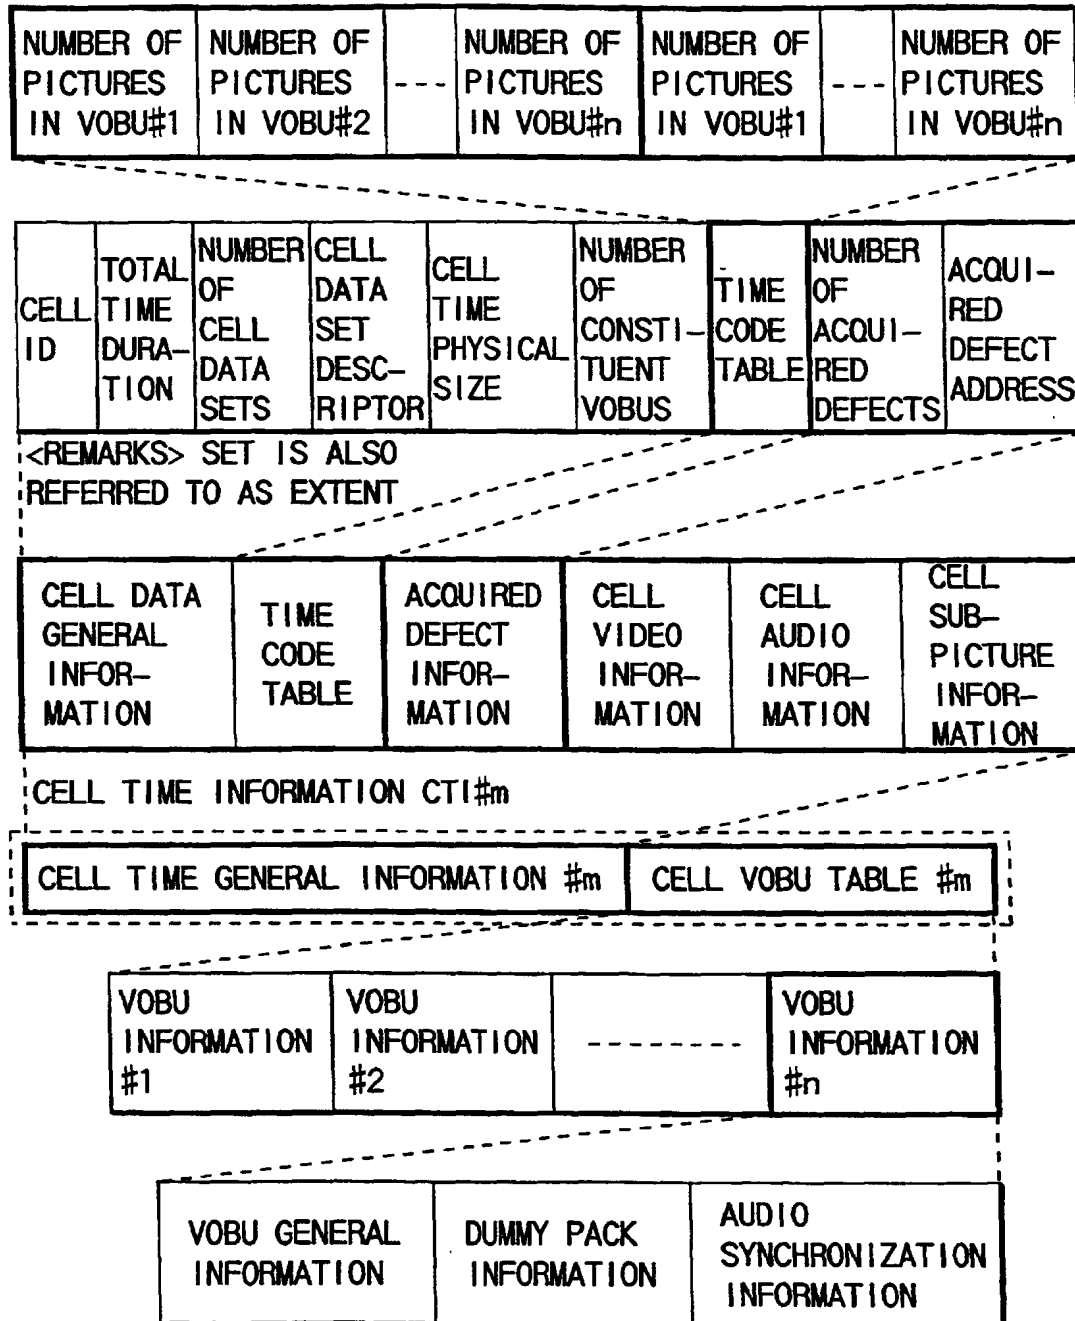 NUMBER OF PICTURES IN VOBU#1
NUMBER OF PICTURES IN VOBU#2
---
NUMBER OF PICTURES IN VOBU#n
NUMBER OF PICTURES IN VOBU#1
---
NUMBER OF PICTURES IN VOBU#n
CELL ID
TOTAL TIME DURA-TION
NUMBER OF CELL DATA SETS
CELL DATA SET DESC-RIPTOR
CELL TIME PHYSICAL SIZE
NUMBER OF CONSTI-TUENT VOBUS
TIME CODE TABLE
NUMBER OF ACQUI-RED DEFECTS
ACQUI-RED DEFECT ADDRESS
<REMARKS> SET IS ALSO
REFERRED TO AS EXTENT
CELL DATA GENERAL INFOR-MATION
TIME CODE TABLE
ACQUIRED DEFECT INFOR-MATION
CELL VIDEO INFOR-MATION
CELL AUDIO INFOR-MATION
CELL SUB-PICTURE INFOR-MATION
CELL TIME INFORMATION CTI#m
CELL TIME GENERAL INFORMATION #m
CELL VOBU TABLE #m
VOBU INFORMATION #1
VOBU INFORMATION #2
--------
VOBU INFORMATION #n
VOBU GENERAL INFORMATION
DUMMY PACK INFORMATION
AUDIO SYNCHRONIZATION INFORMATION